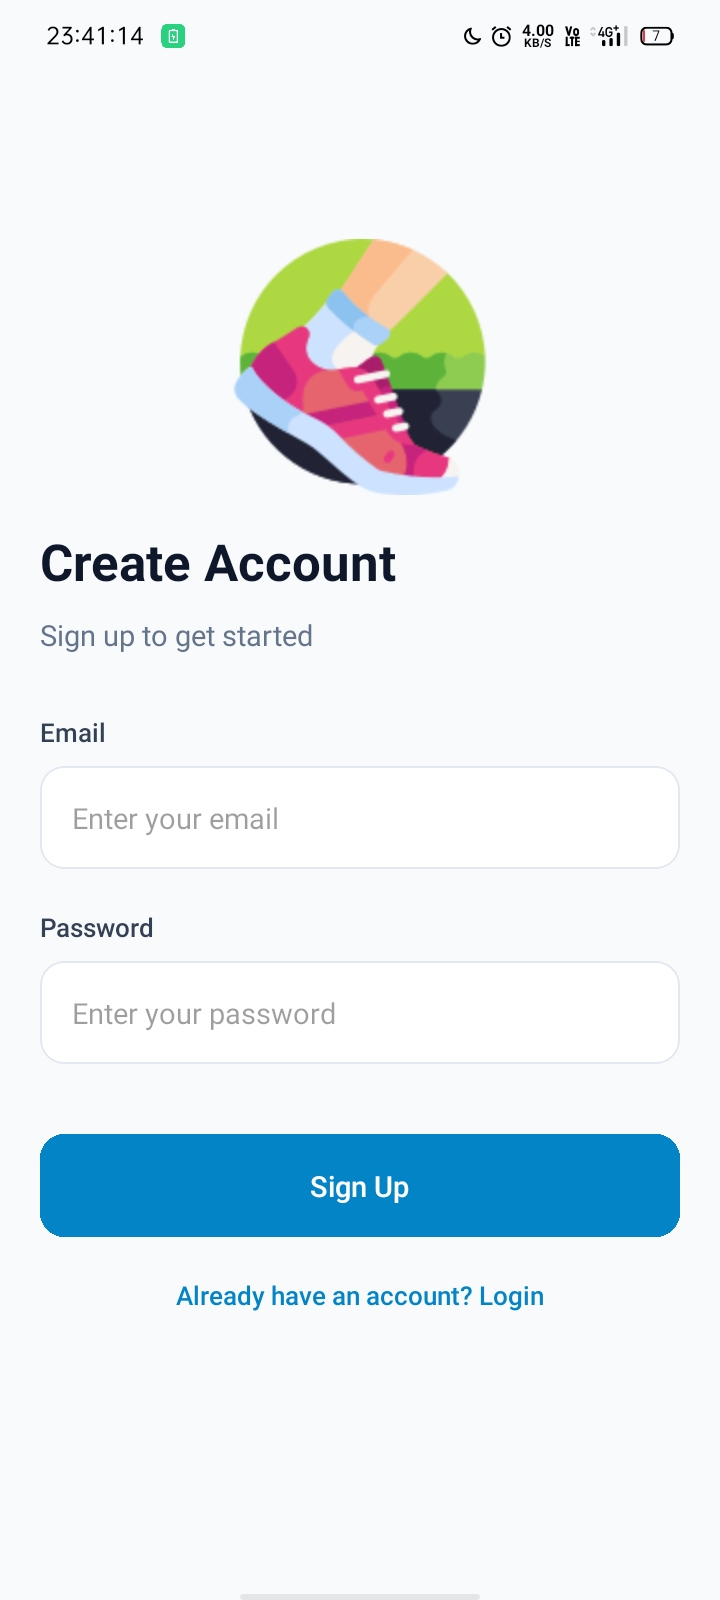 23:41:14 4.00 KB/S Vo LTE 4G+ 7
Create Account
Sign up to get started
Email
Enter your email
Password
Enter your password
Sign Up
Already have an account? Login